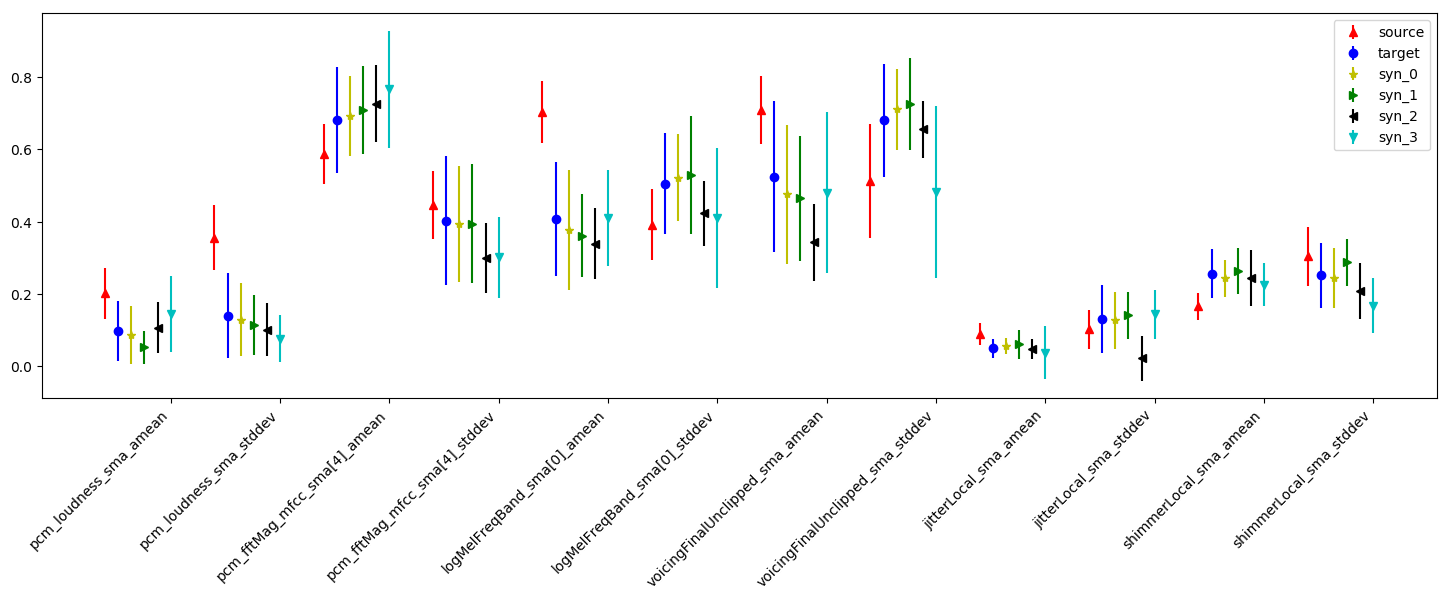 source
target
syn_0
syn_1
syn_2
syn_3
0.8
0.6
0.4
0.2
0.0
pcm_loudness_sma_amean
pcm_loudness_sma_stddev
pcm_fftMag_mfcc_sma[4]_amean
pcm_fftMag_mfcc_sma[4]_stddev
logMelFreqBand_sma[0]_amean
logMelFreqBand_sma[0]_stddev
voicingFinalUnclipped_sma_amean
voicingFinalUnclipped_sma_stddev
jitterLocal_sma_amean
jitterLocal_sma_stddev
shimmerLocal_sma_amean
shimmerLocal_sma_stddev